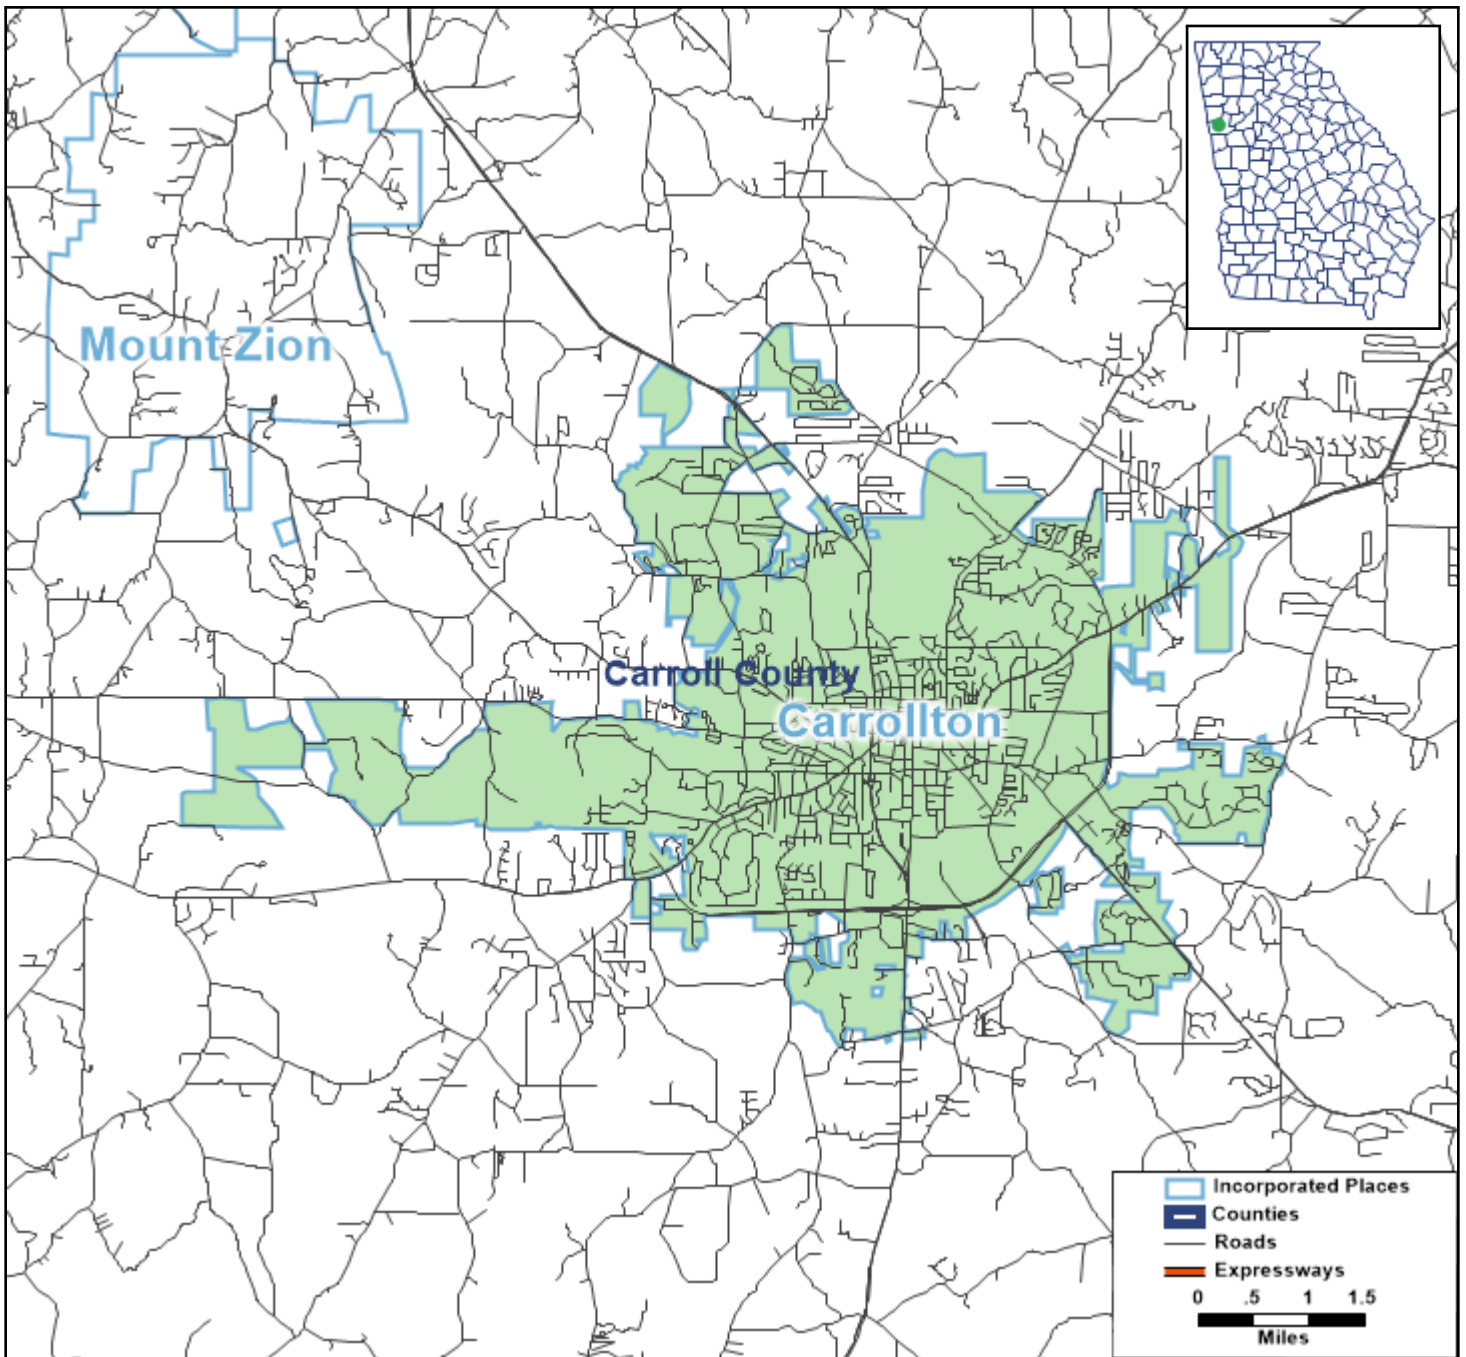 Mount Zion
Carroll County
Carrollton
Incorporated Places
Counties
Roads
Expressways
0 .5 1 1.5
Miles